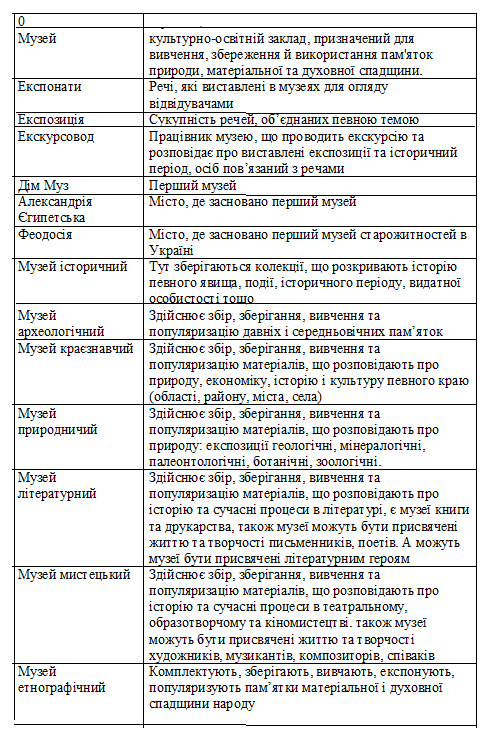 0
Музей
культурно-освітній заклад, призначений для
вивчення, збереження й використання пам'яток
природи, матеріальної та духовної спадщини.
Експонати
Речі, які виставлені в музеях для огляду
відвідувачами
Експозиція
Сукупність речей, об’єднаних певною темою
Екскурсовод
Працівник музею, що проводить екскурсію та
розповідає про виставлені експозиції та історичний
період, осіб пов’язаний з речами
Дім Муз
Перший музей
Александрія
Єгипетська
Місто, де засновано перший музей
Феодосія
Місто, де засновано перший музей старожитностей в
Україні
Музей історичний
Тут зберігаються колекції, що розкривають історію
певного явища, події, історичного періоду, видатної
особистості тощо
Музей
археологічний
Здійснює збір, зберігання, вивчення та
популяризацію давніх і середньовічних пам’яток
Музей краєзнавчий
Здійснює збір, зберігання, вивчення та
популяризацію матеріалів, що розповідають про
природу, економіку, історію і культуру певного краю
(області, району, міста, села)
Музей
природничий
Здійснює збір, зберігання, вивчення та
популяризацію матеріалів, що розповідають про
природу: експозиції геологічні, мінералогічні,
палеонтологічні, ботанічні, зоологічні.
Музей
літературний
Здійснює збір, зберігання, вивчення та
популяризацію матеріалів, що розповідають про
історію та сучасні процеси в літературі, є музеї книги
та друкарства, також музеї можуть бути присвячені
життю та творчості письменників, поетів. А можуть
музеї бути присвячені літературним героям
Музей мистецький
Здійснює збір, зберігання, вивчення та
популяризацію матеріалів, що розповідають про
історію та сучасні процеси в театральному,
образотворчому та кіномистецтві. також музеї
можуть бути присвячені життю та творчості
художників, музикантів, композиторів, співаків
Музей
етнографічний
Комплектують, зберігають, вивчають, експонують,
популяризують пам’ятки матеріальної і духовної
спадщини народу